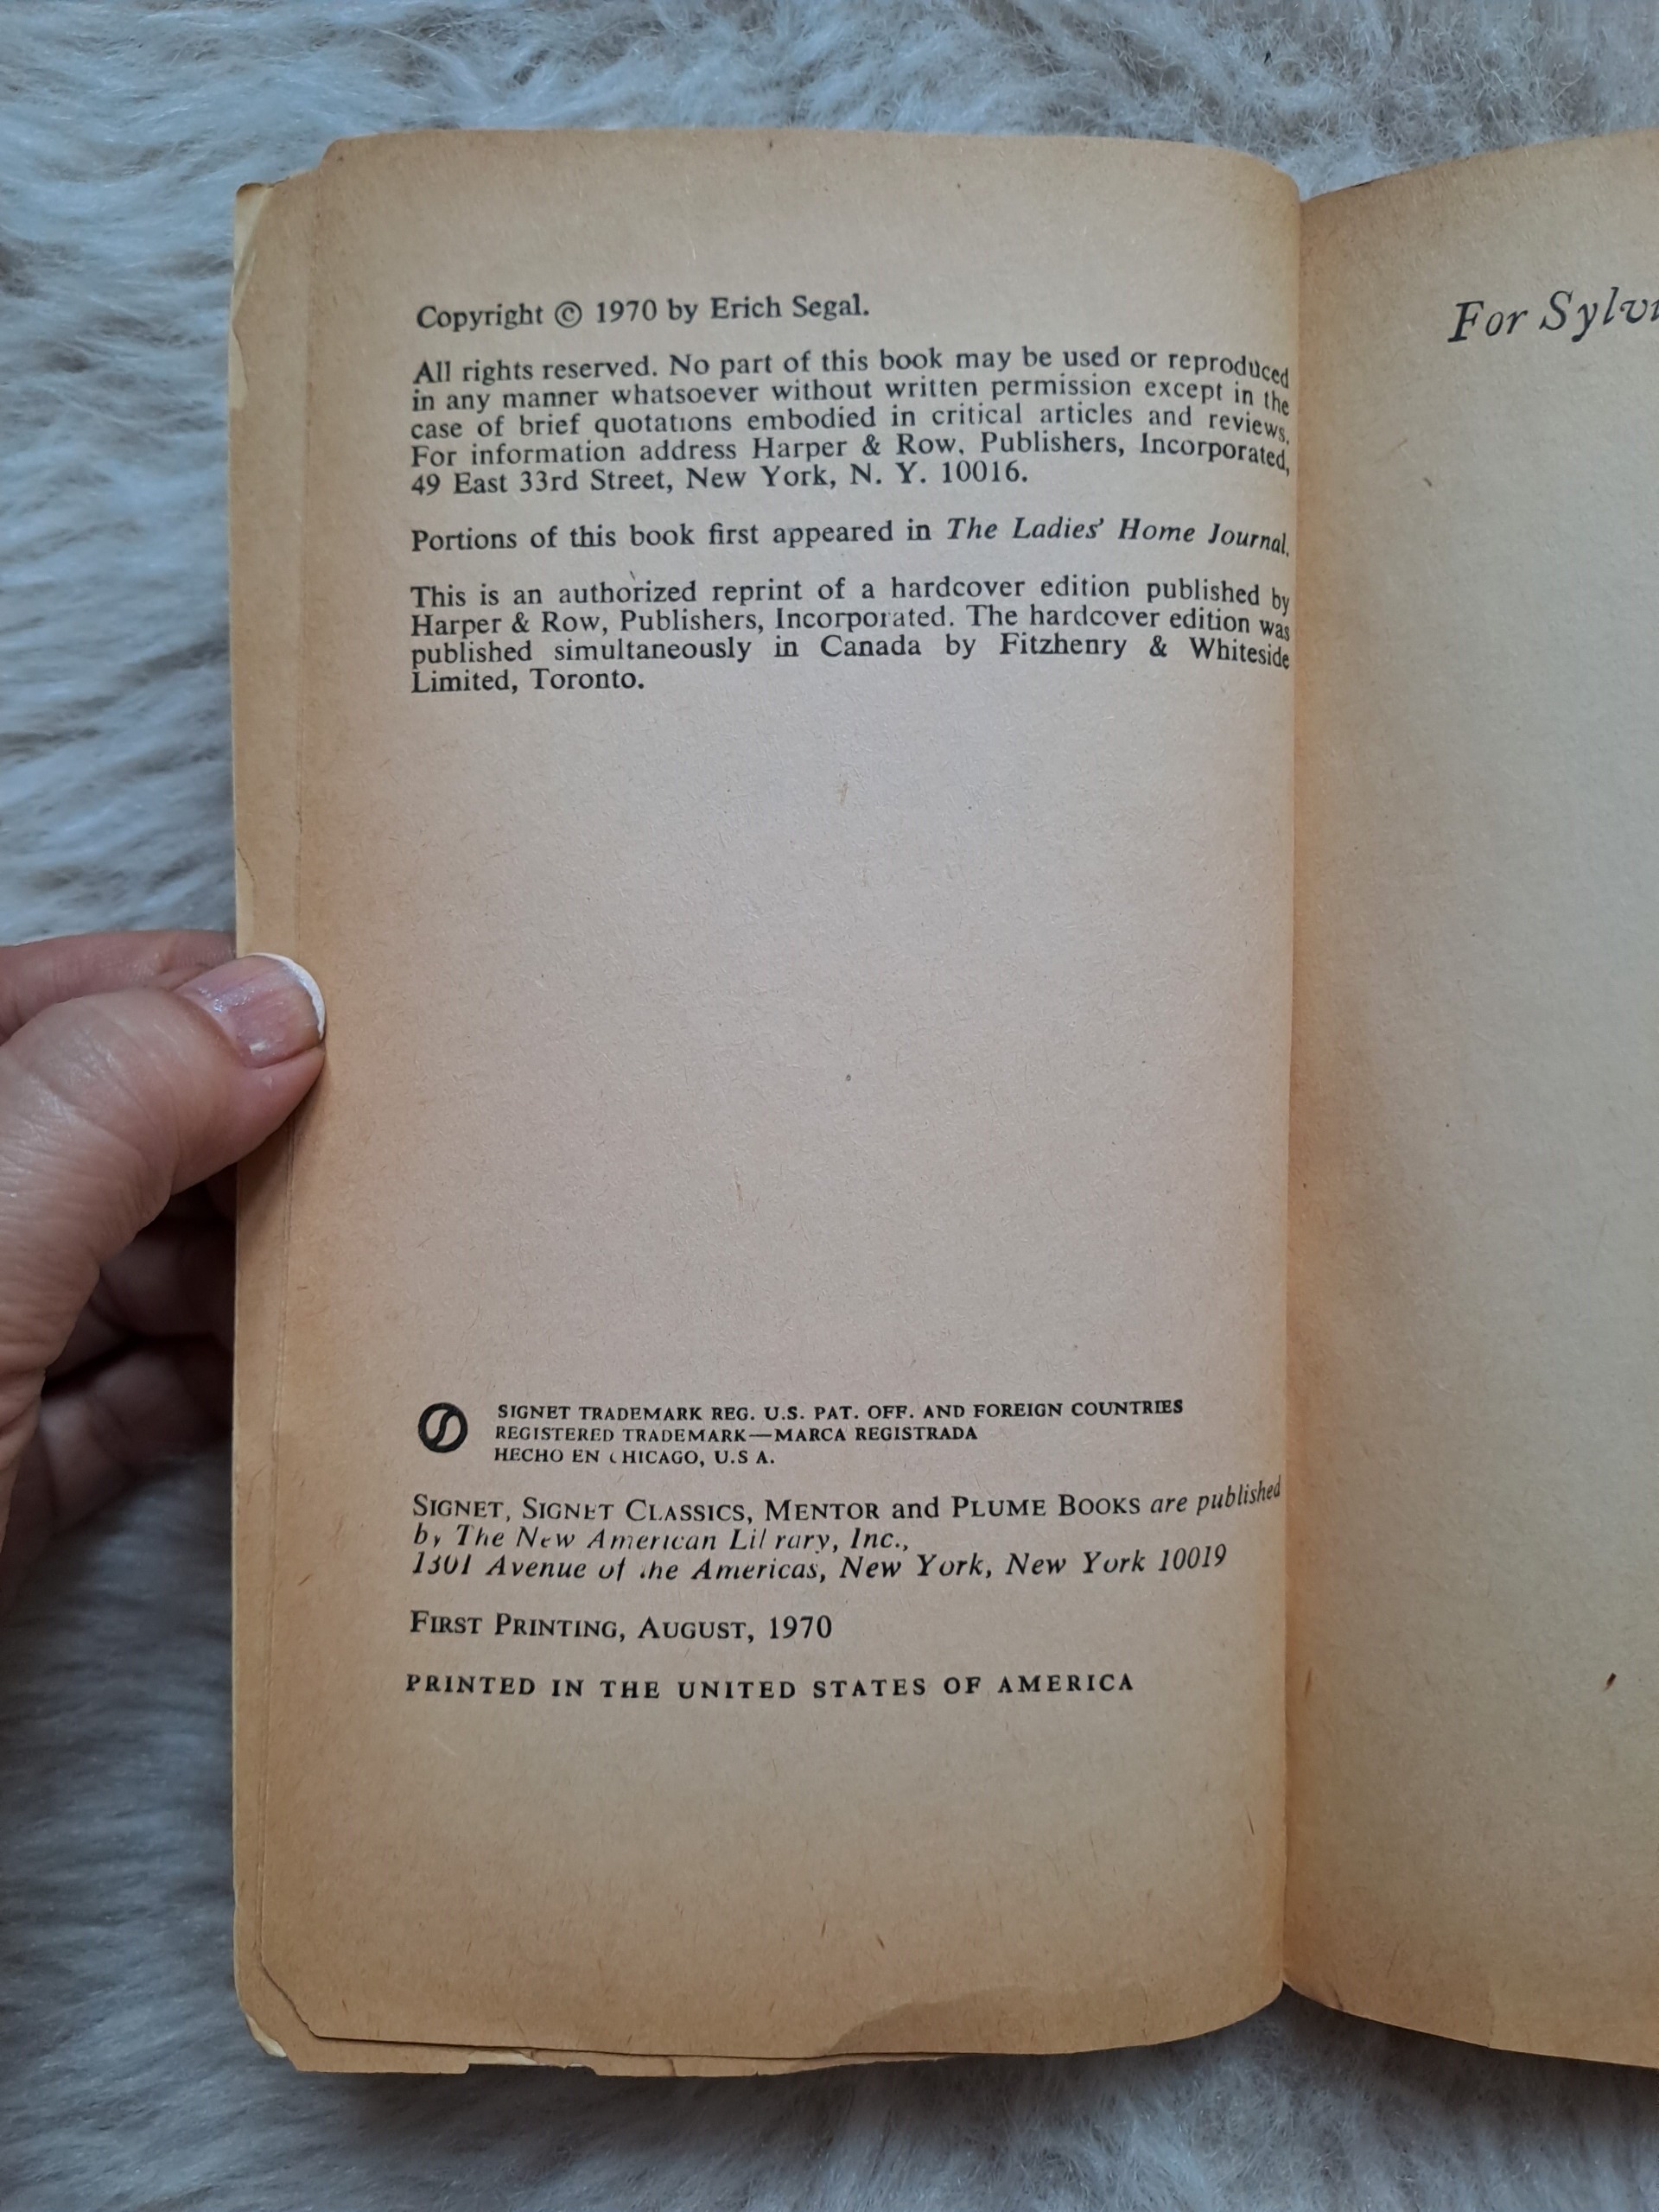 Copyright © 1970 by Erich Segal.
All rights reserved. No part of this book may be used or reproduced
in any manner whatsoever without written permission except in the
case of brief quotations embodied in critical articles and reviews.
For information address Harper & Row, Publishers, Incorporated,
49 East 33rd Street, New York, N. Y. 10016.
Portions of this book first appeared in The Ladies' Home Journal.
This is an authorized reprint of a hardcover edition published by
Harper & Row, Publishers, Incorporated. The hardcover edition was
published simultaneously in Canada by Fitzhenry & Whiteside
Limited, Toronto.
SIGNET TRADEMARK REG. U.S. PAT. OFF. AND FOREIGN COUNTRIES
REGISTERED TRADEMARK—MARCA REGISTRADA
HECHO EN CHICAGO, U.S A.
SIGNET, SIGNET CLASSICS, MENTOR and PLUME BOOKS are published
by The New American Library, Inc.,
1301 Avenue of the Americas, New York, New York 10019
FIRST PRINTING, AUGUST, 1970
PRINTED IN THE UNITED STATES OF AMERICA
For